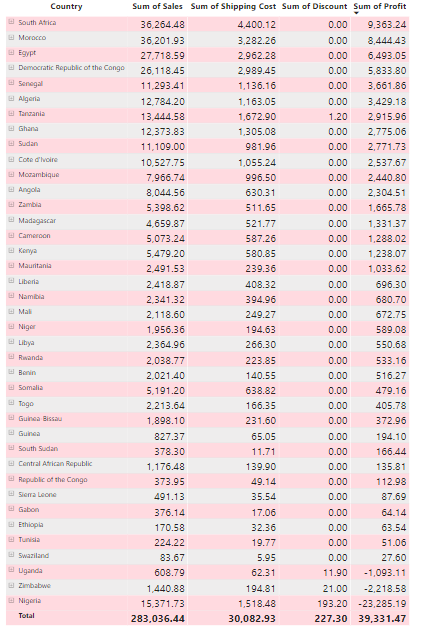 Country Sum of Sales Sum of Shipping Cost Sum of Discount Sum of Profit
South Africa 36,264.48 4,400.12 0.00 9,363.24
Morocco 36,201.93 3,282.26 0.00 8,444.43
Egypt 27,718.59 2,962.28 0.00 6,493.05
Democratic Republic of the Congo 26,118.45 2,989.45 0.00 5,833.80
Senegal 11,293.41 1,136.16 0.00 3,661.86
Algeria 12,784.20 1,163.05 0.00 3,429.18
Tanzania 13,444.58 1,672.90 1.20 2,915.96
Ghana 12,373.83 1,305.08 0.00 2,775.06
Sudan 11,109.00 981.96 0.00 2,771.73
Cote d'Ivoire 10,527.75 1,055.24 0.00 2,537.67
Mozambique 7,966.74 996.50 0.00 2,440.80
Angola 8,044.56 630.31 0.00 2,304.51
Zambia 5,398.62 511.65 0.00 1,665.78
Madagascar 4,659.87 521.77 0.00 1,331.37
Cameroon 5,073.24 587.26 0.00 1,288.02
Kenya 5,479.20 580.85 0.00 1,238.07
Mauritania 2,491.53 239.36 0.00 1,033.62
Liberia 2,418.87 408.32 0.00 696.30
Namibia 2,341.32 394.96 0.00 680.70
Mali 2,118.60 249.27 0.00 672.75
Niger 1,956.36 194.63 0.00 589.08
Libya 2,364.96 266.30 0.00 550.68
Rwanda 2,038.77 223.85 0.00 533.16
Benin 2,021.40 140.55 0.00 516.27
Somalia 5,191.20 638.82 0.00 479.16
Togo 2,213.64 166.35 0.00 405.78
Guinea-Bissau 1,898.10 231.60 0.00 372.96
Guinea 827.37 65.05 0.00 194.10
South Sudan 378.30 11.71 0.00 166.44
Central African Republic 1,176.48 139.90 0.00 135.81
Republic of the Congo 373.95 49.14 0.00 112.98
Sierra Leone 491.13 35.54 0.00 87.69
Gabon 376.14 17.06 0.00 64.14
Ethiopia 170.58 32.36 0.00 63.54
Tunisia 224.22 19.77 0.00 51.06
Swaziland 83.67 5.95 0.00 27.60
Uganda 608.79 62.31 11.90 -1,093.11
Zimbabwe 1,440.88 194.81 21.00 -2,218.58
Nigeria 15,371.73 1,518.48 193.20 -23,285.19
Total 283,036.44 30,082.93 227.30 39,331.47